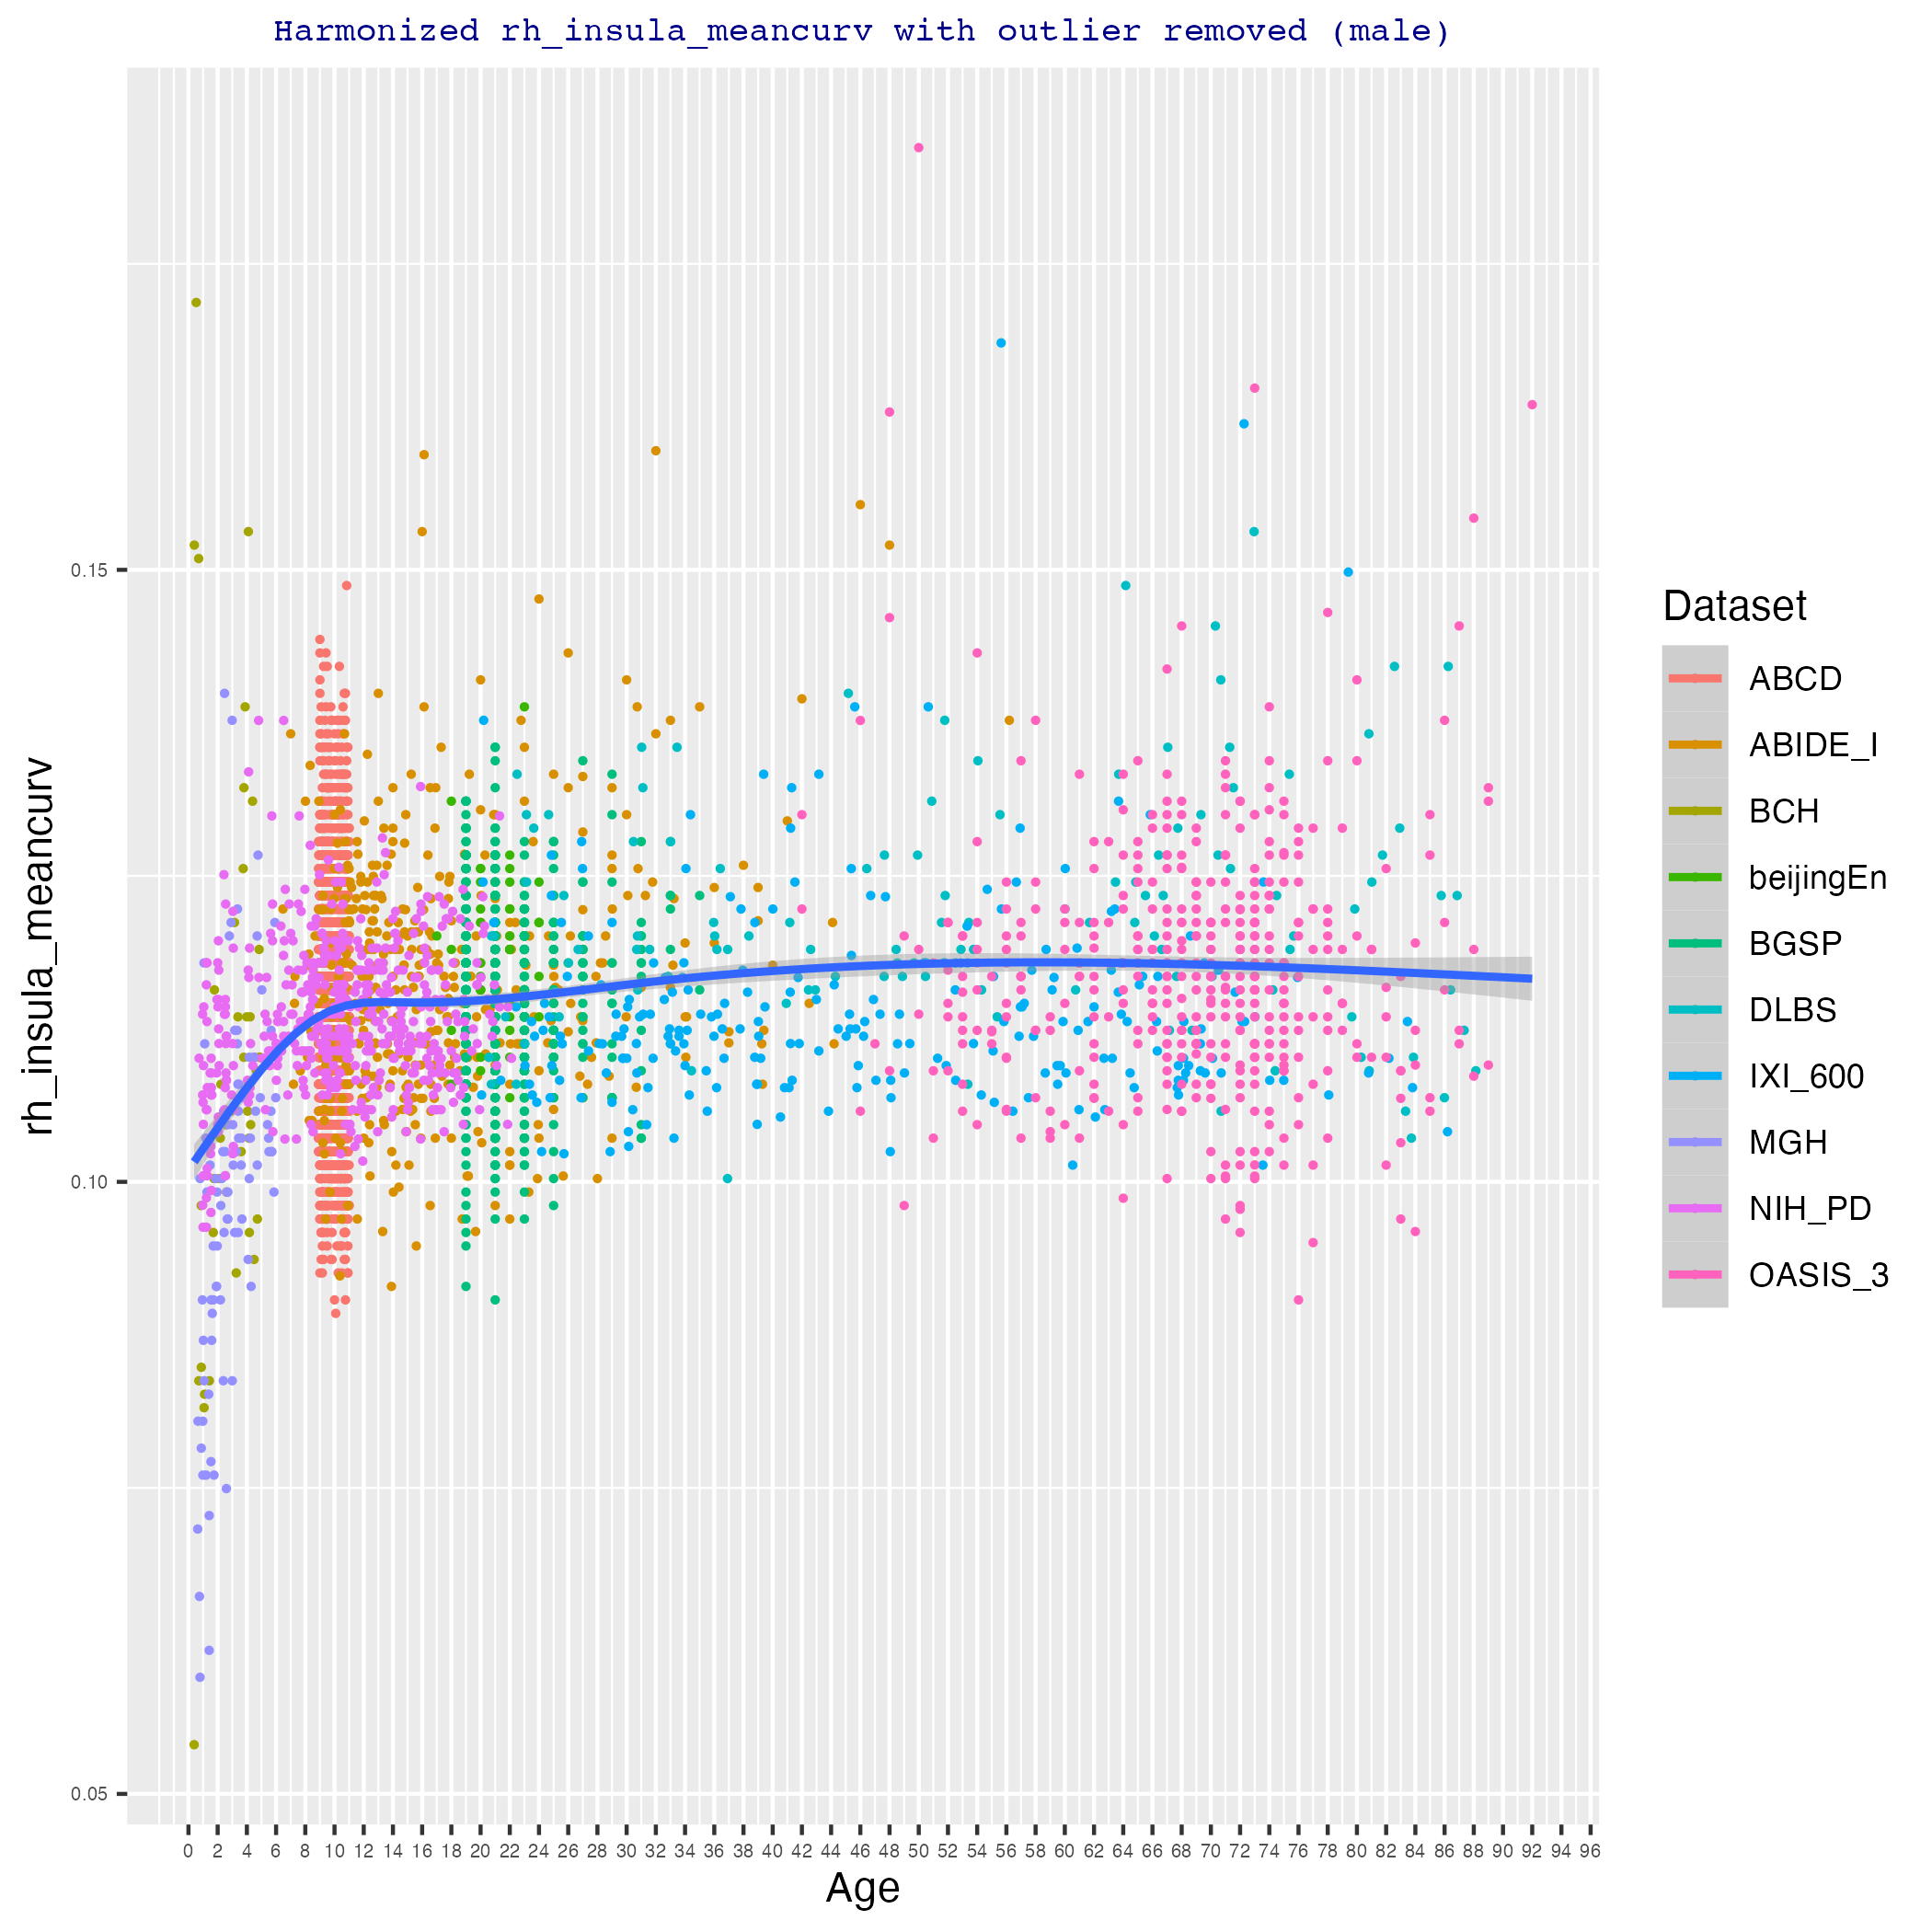 Harmonized rh_insula_meancurv with outlier removed (male)
rh_insula_meancurv
0.15
0.10
0.05
0 2 4 6 8 10 12 14 16 18 20 22 24 26 28 30 32 34 36 38 40 42 44 46 48 50 52 54 56 58 60 62 64 66 68 70 72 74 76 78 80 82 84 86 88 90 92 94 96
Age
Dataset
ABCD
ABIDE_I
BCH
beijingEn
BGSP
DLBS
IXI_600
MGH
NIH_PD
OASIS_3